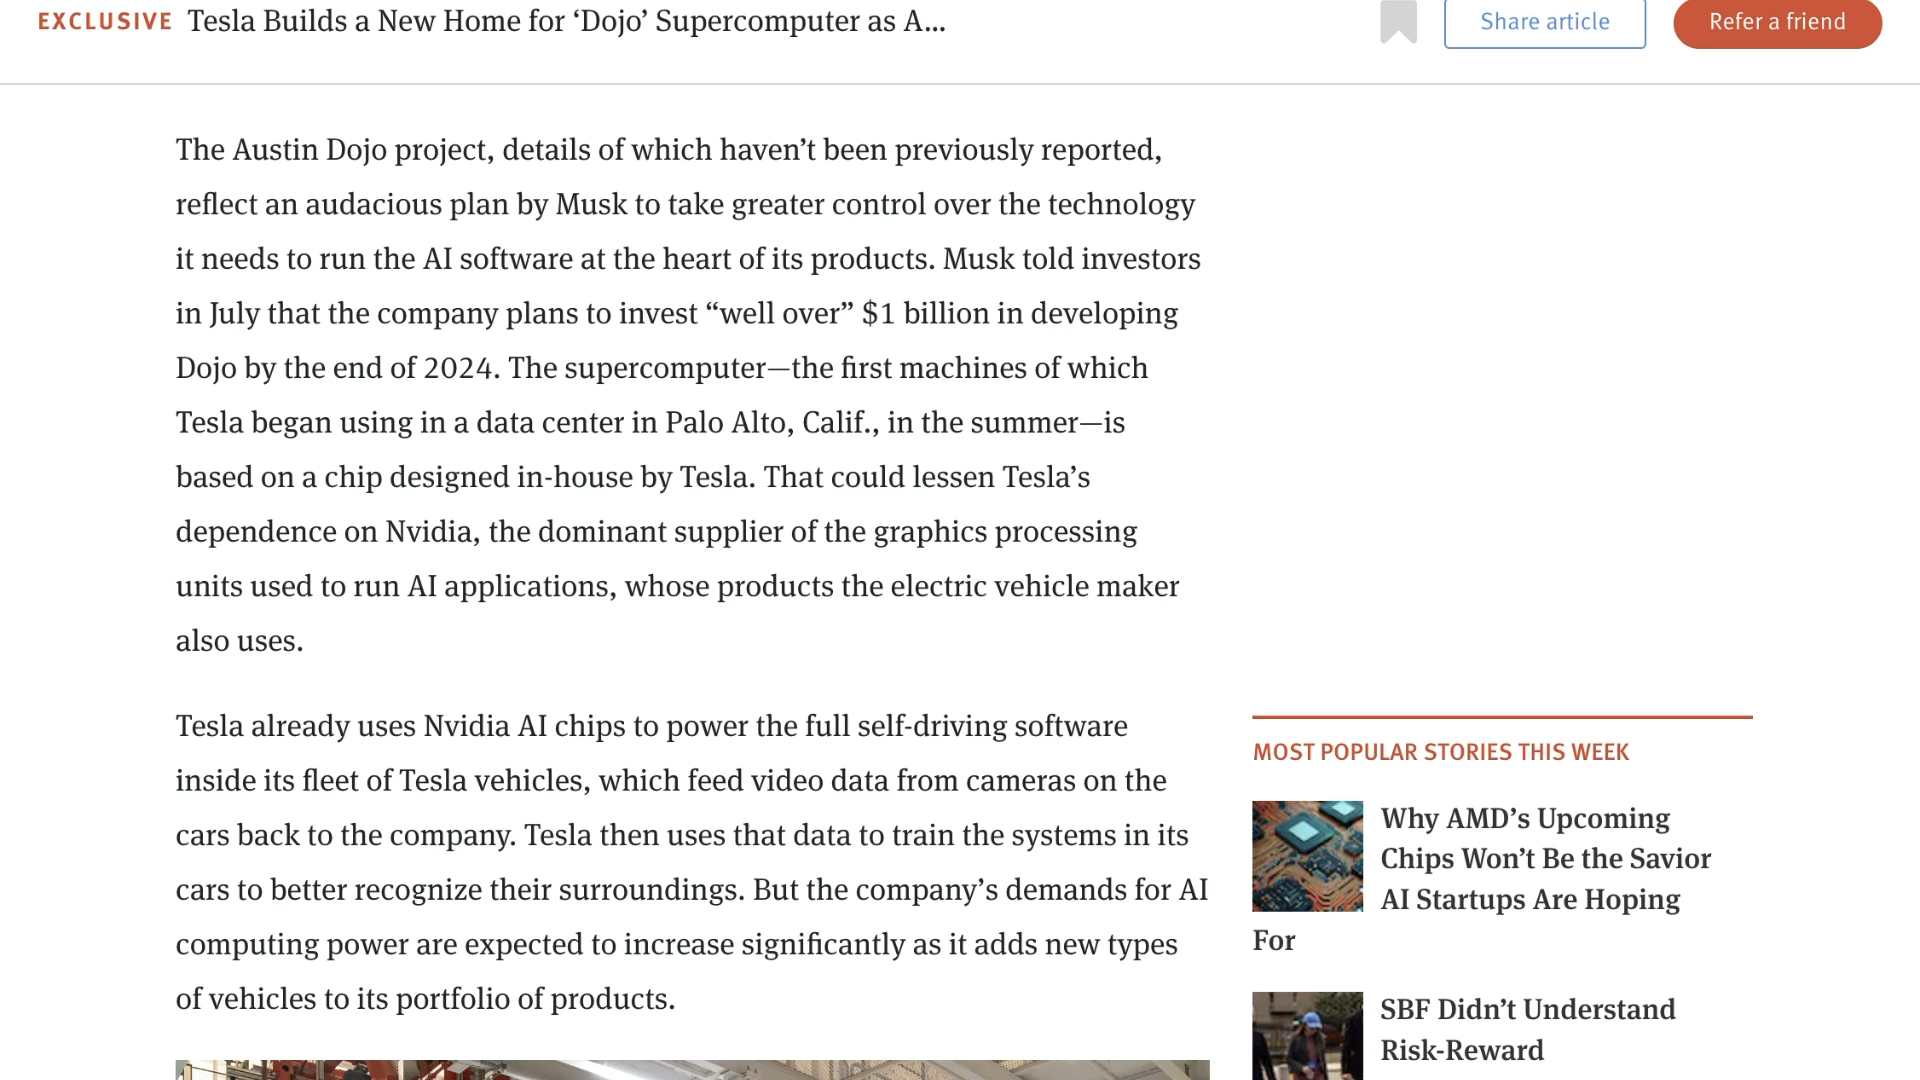 EXCLUSIVE Tesla Builds a New Home for ‘Dojo’ Supercomputer as A...
Share article
Refer a friend
The Austin Dojo project, details of which haven’t been previously reported,
reflect an audacious plan by Musk to take greater control over the technology
it needs to run the AI software at the heart of its products. Musk told investors
in July that the company plans to invest “well over” $1 billion in developing
Dojo by the end of 2024. The supercomputer—the first machines of which
Tesla began using in a data center in Palo Alto, Calif., in the summer—is
based on a chip designed in-house by Tesla. That could lessen Tesla’s
dependence on Nvidia, the dominant supplier of the graphics processing
units used to run AI applications, whose products the electric vehicle maker
also uses.
Tesla already uses Nvidia AI chips to power the full self-driving software
inside its fleet of Tesla vehicles, which feed video data from cameras on the
cars back to the company. Tesla then uses that data to train the systems in its
cars to better recognize their surroundings. But the company’s demands for AI
computing power are expected to increase significantly as it adds new types
of vehicles to its portfolio of products.
MOST POPULAR STORIES THIS WEEK
Why AMD’s Upcoming
Chips Won’t Be the Savior
AI Startups Are Hoping
For
SBF Didn’t Understand
Risk-Reward